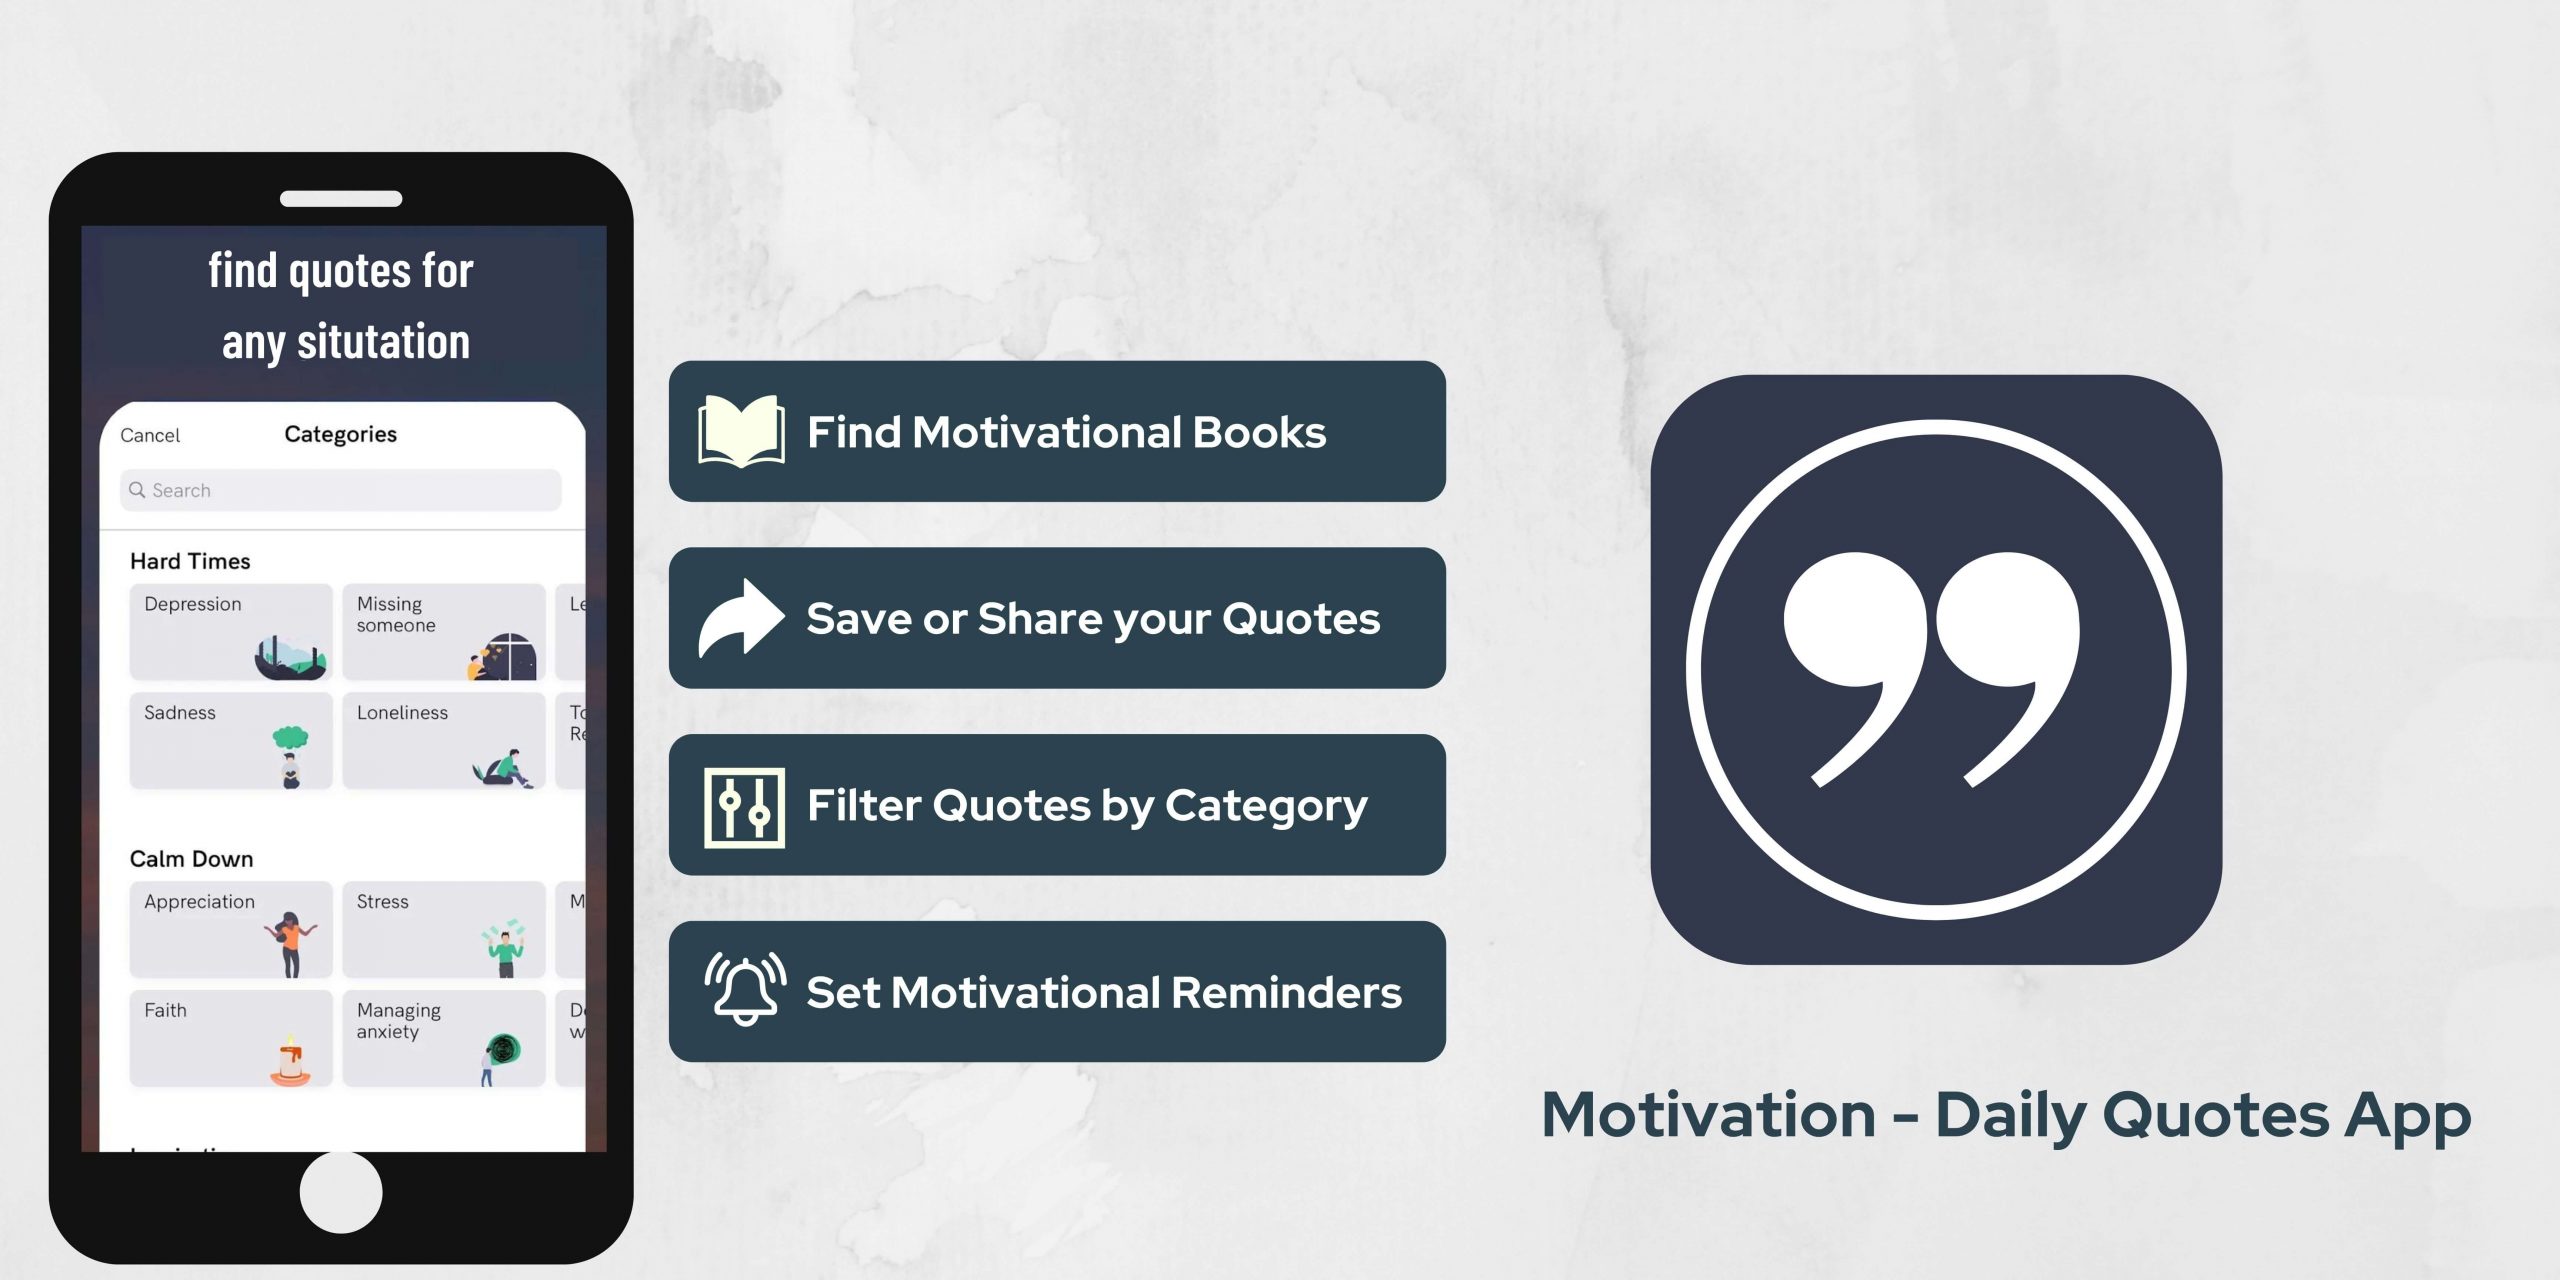 find quotes for
any situtation
Cancel
Categories
Search
Hard Times
Depression
Missing
someone
Sadness
Loneliness
Calm Down
Appreciation
Stress
Faith
Managing
anxiety
Find Motivational Books
Save or Share your Quotes
Filter Quotes by Category
Set Motivational Reminders
Motivation - Daily Quotes App